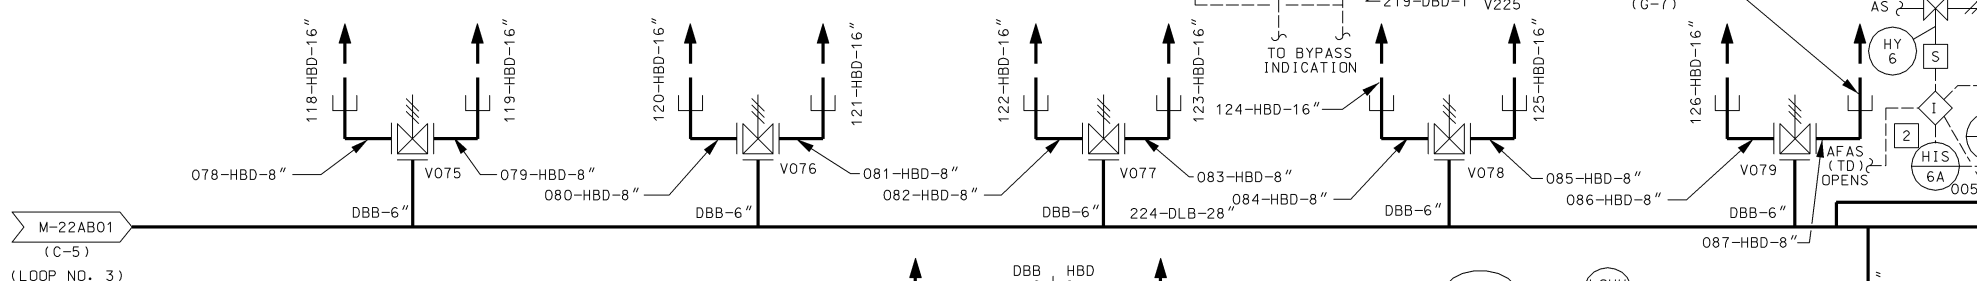 219-DBD-1
V225
(G-7)
AS
TO BYPASS
INDICATION
HY
6
S
118-HBD-16"
119-HBD-16"
120-HBD-16"
121-HBD-16"
122-HBD-16"
123-HBD-16"
124-HBD-16"
125-HBD-16"
126-HBD-16"
I
2
078-HBD-8"
V075
079-HBD-8"
080-HBD-8"
V076
081-HBD-8"
082-HBD-8"
V077
083-HBD-8"
084-HBD-8"
V078
085-HBD-8"
086-HBD-8"
V079
AFAS
(TD)
OPENS
HIS
6A
005
DBB-6"
DBB-6"
DBB-6"
224-DLB-28"
DBB-6"
DBB-6"
M-22AB01
(C-5)
(LOOP NO. 3)
087-HBD-8"
DBB
HBD